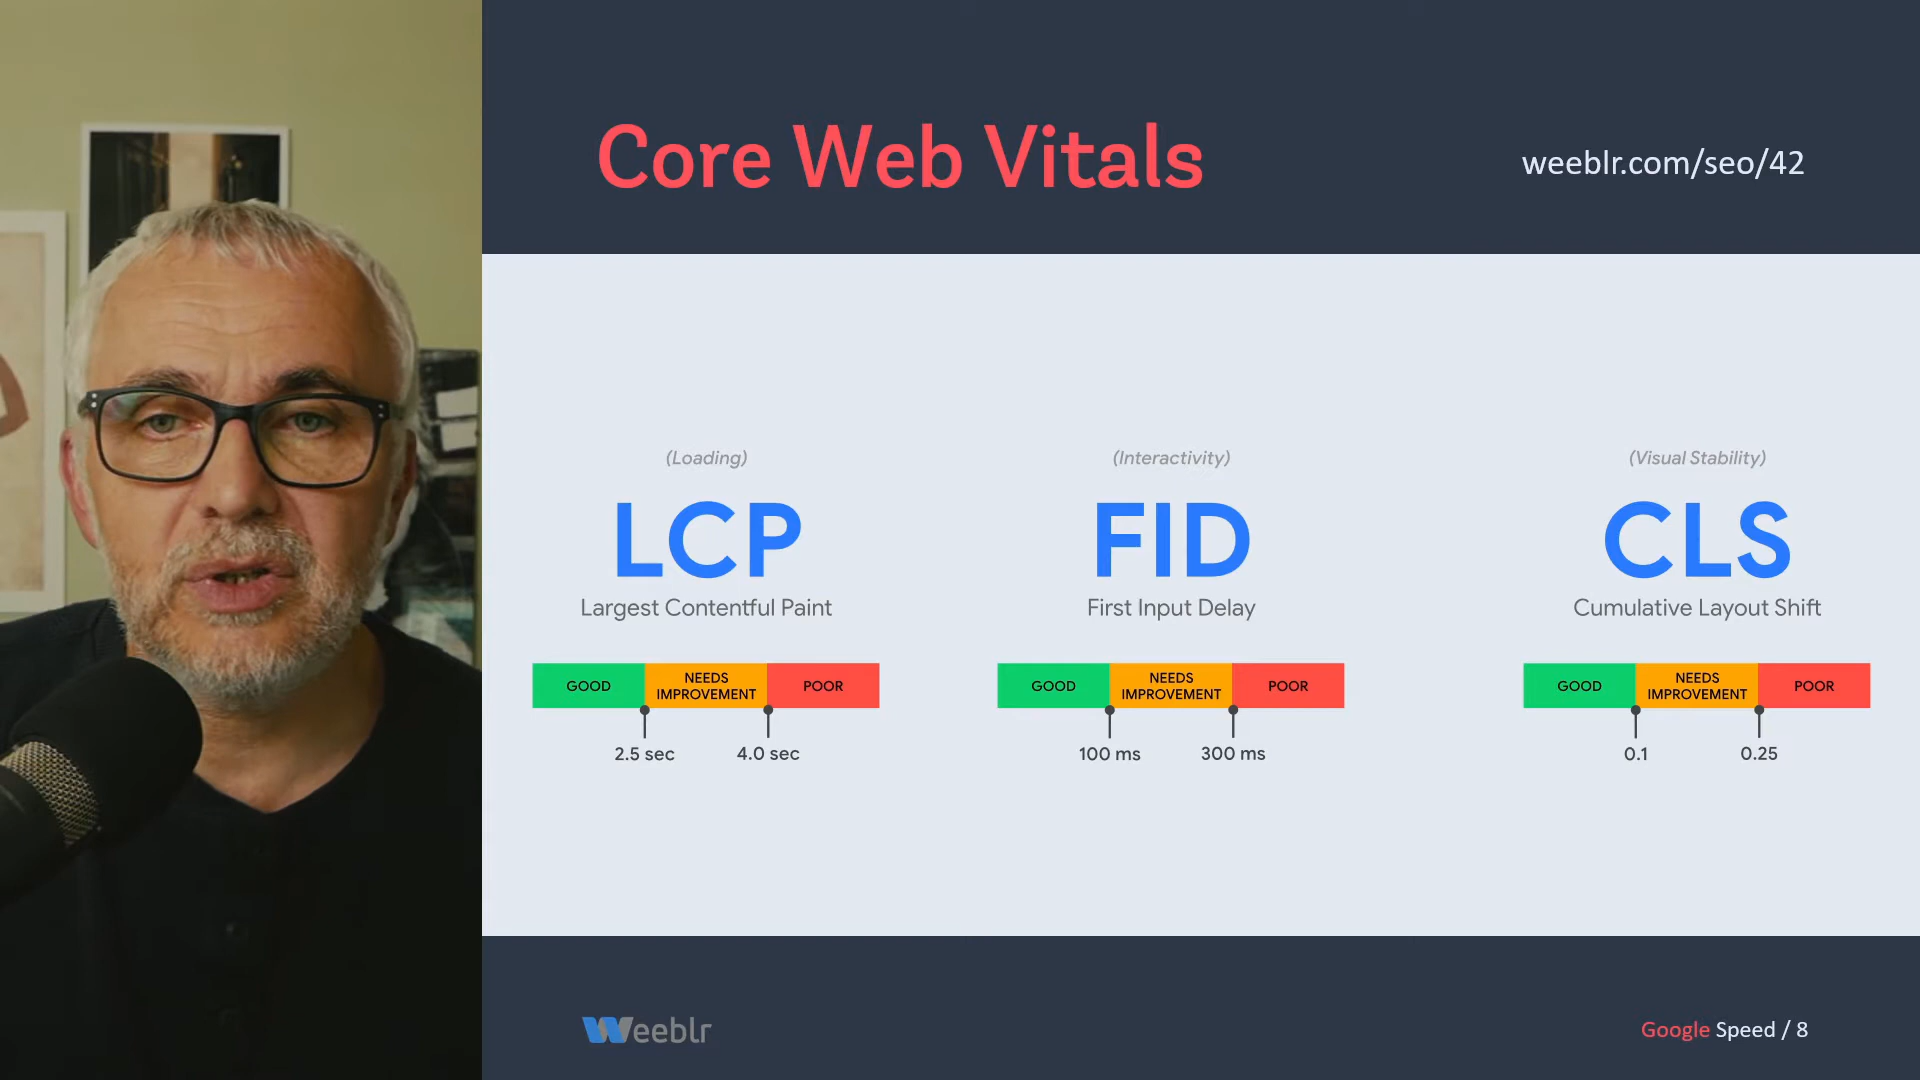 Core Web Vitals
weeblr.com/seo/42
(Loading)
LCP
Largest Contentful Paint
GOOD
NEEDS
IMPROVEMENT
POOR
2.5 sec
4.0 sec
(Interactivity)
FID
First Input Delay
GOOD
NEEDS
IMPROVEMENT
POOR
100 ms
300 ms
(Visual Stability)
CLS
Cumulative Layout Shift
GOOD
NEEDS
IMPROVEMENT
POOR
0.1
0.25
Weeblr
Google Speed / 8